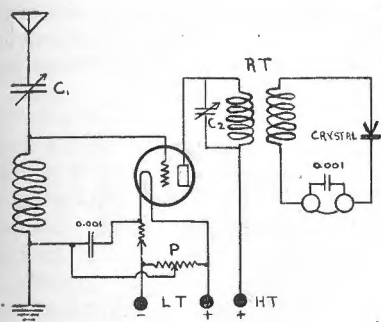 C1
RT
C2
CRYSTAL
0.001
0.001
P
- LT + + HT